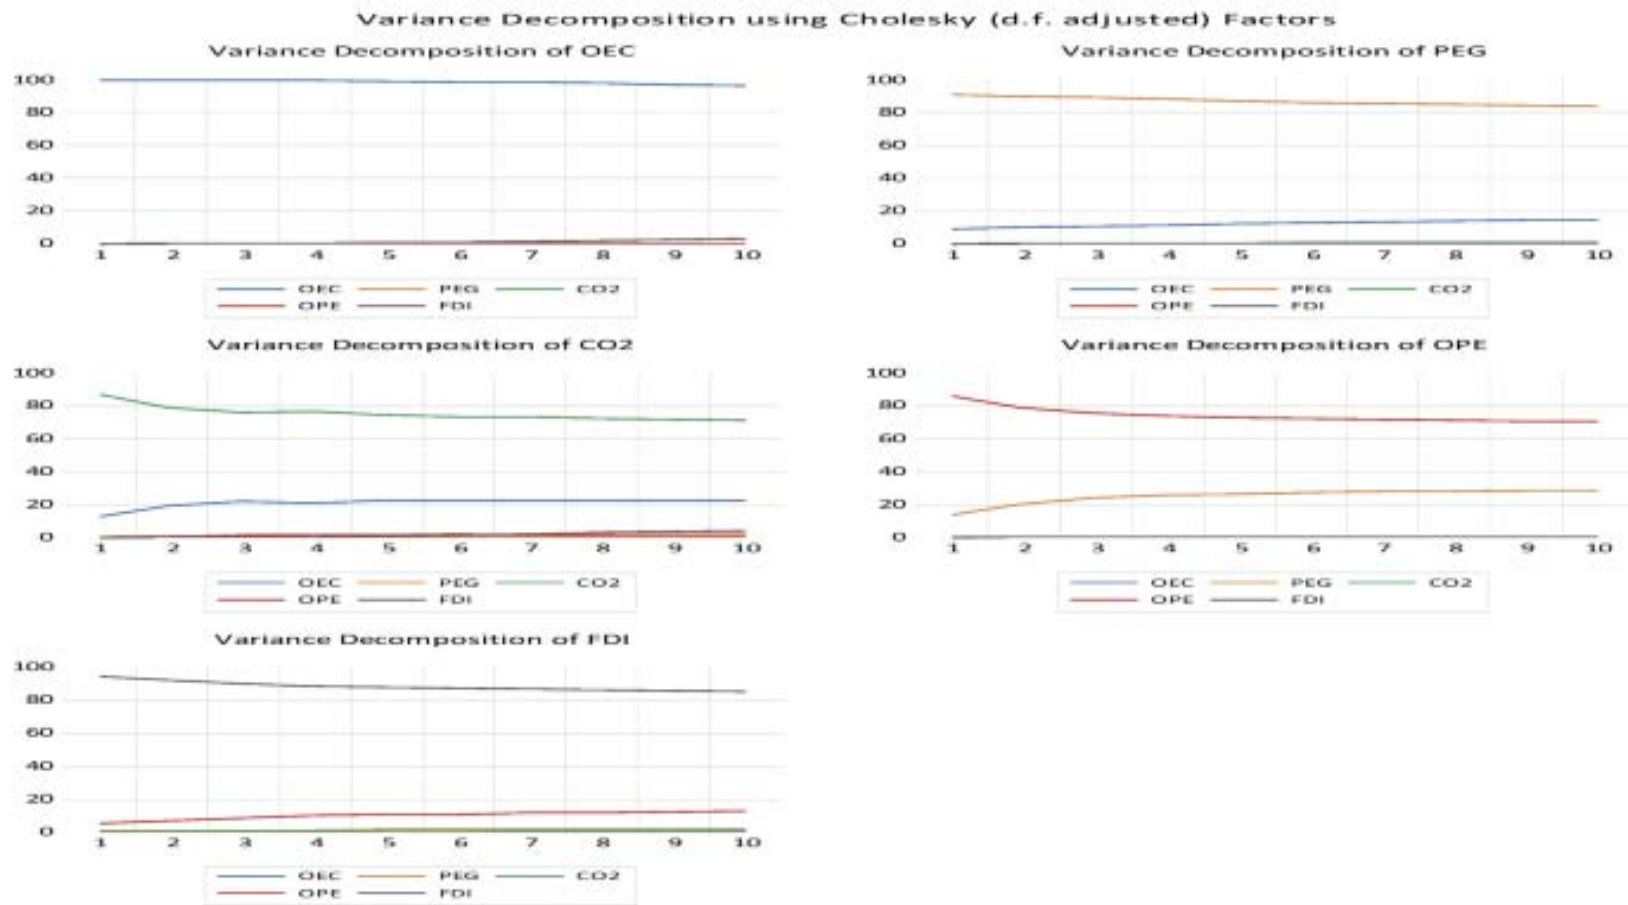 Variance Decomposition using Cholesky (d.f. adjusted) Factors
Variance Decomposition of OEC
100
80
60
40
20
0
1 2 3 4 5 6 7 8 9 10
OEC PEG CO2
OPE FDI
Variance Decomposition of PEG
100
80
60
40
20
0
1 2 3 4 5 6 7 8 9 10
OEC PEG CO2
OPE FDI
Variance Decomposition of CO2
100
80
60
40
20
0
1 2 3 4 5 6 7 8 9 10
OEC PEG CO2
OPE FDI
Variance Decomposition of OPE
100
80
60
40
20
0
1 2 3 4 5 6 7 8 9 10
OEC PEG CO2
OPE FDI
Variance Decomposition of FDI
100
80
60
40
20
0
1 2 3 4 5 6 7 8 9 10
OEC PEG CO2
OPE FDI